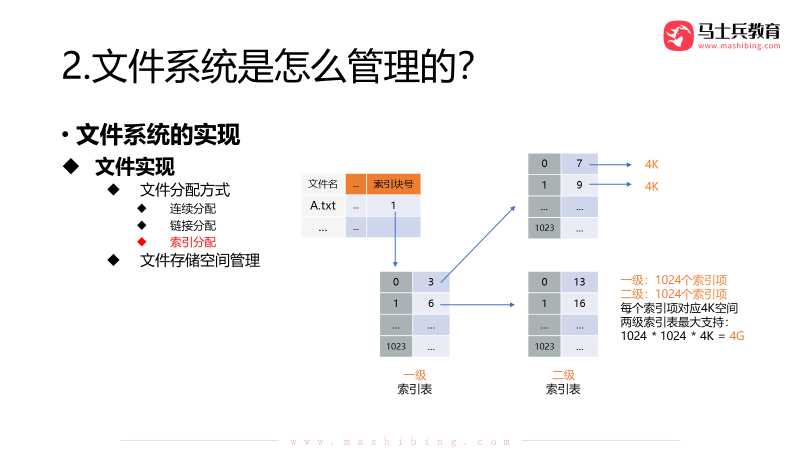 马士兵教育
www.mashibing.com
2.文件系统是怎么管理的?
• 文件系统的实现
◆ 文件实现
◆ 文件分配方式
◆ 连续分配
◆ 链接分配
◆ 索引分配
◆ 文件存储空间管理
文件名 ... 索引块号
A.txt ... 1
... ...
0 3
1 6
... ...
1023 ...
一级
索引表
0 7 4K
1 9 4K
... ...
1023 ...
0 13
1 16
... ...
1023 ...
二级
索引表
一级：1024个索引项
二级：1024个索引项
每个索引项对应4K空间
两级索引表最大支持：
1024 * 1024 * 4K = 4G
www.mashibing.com